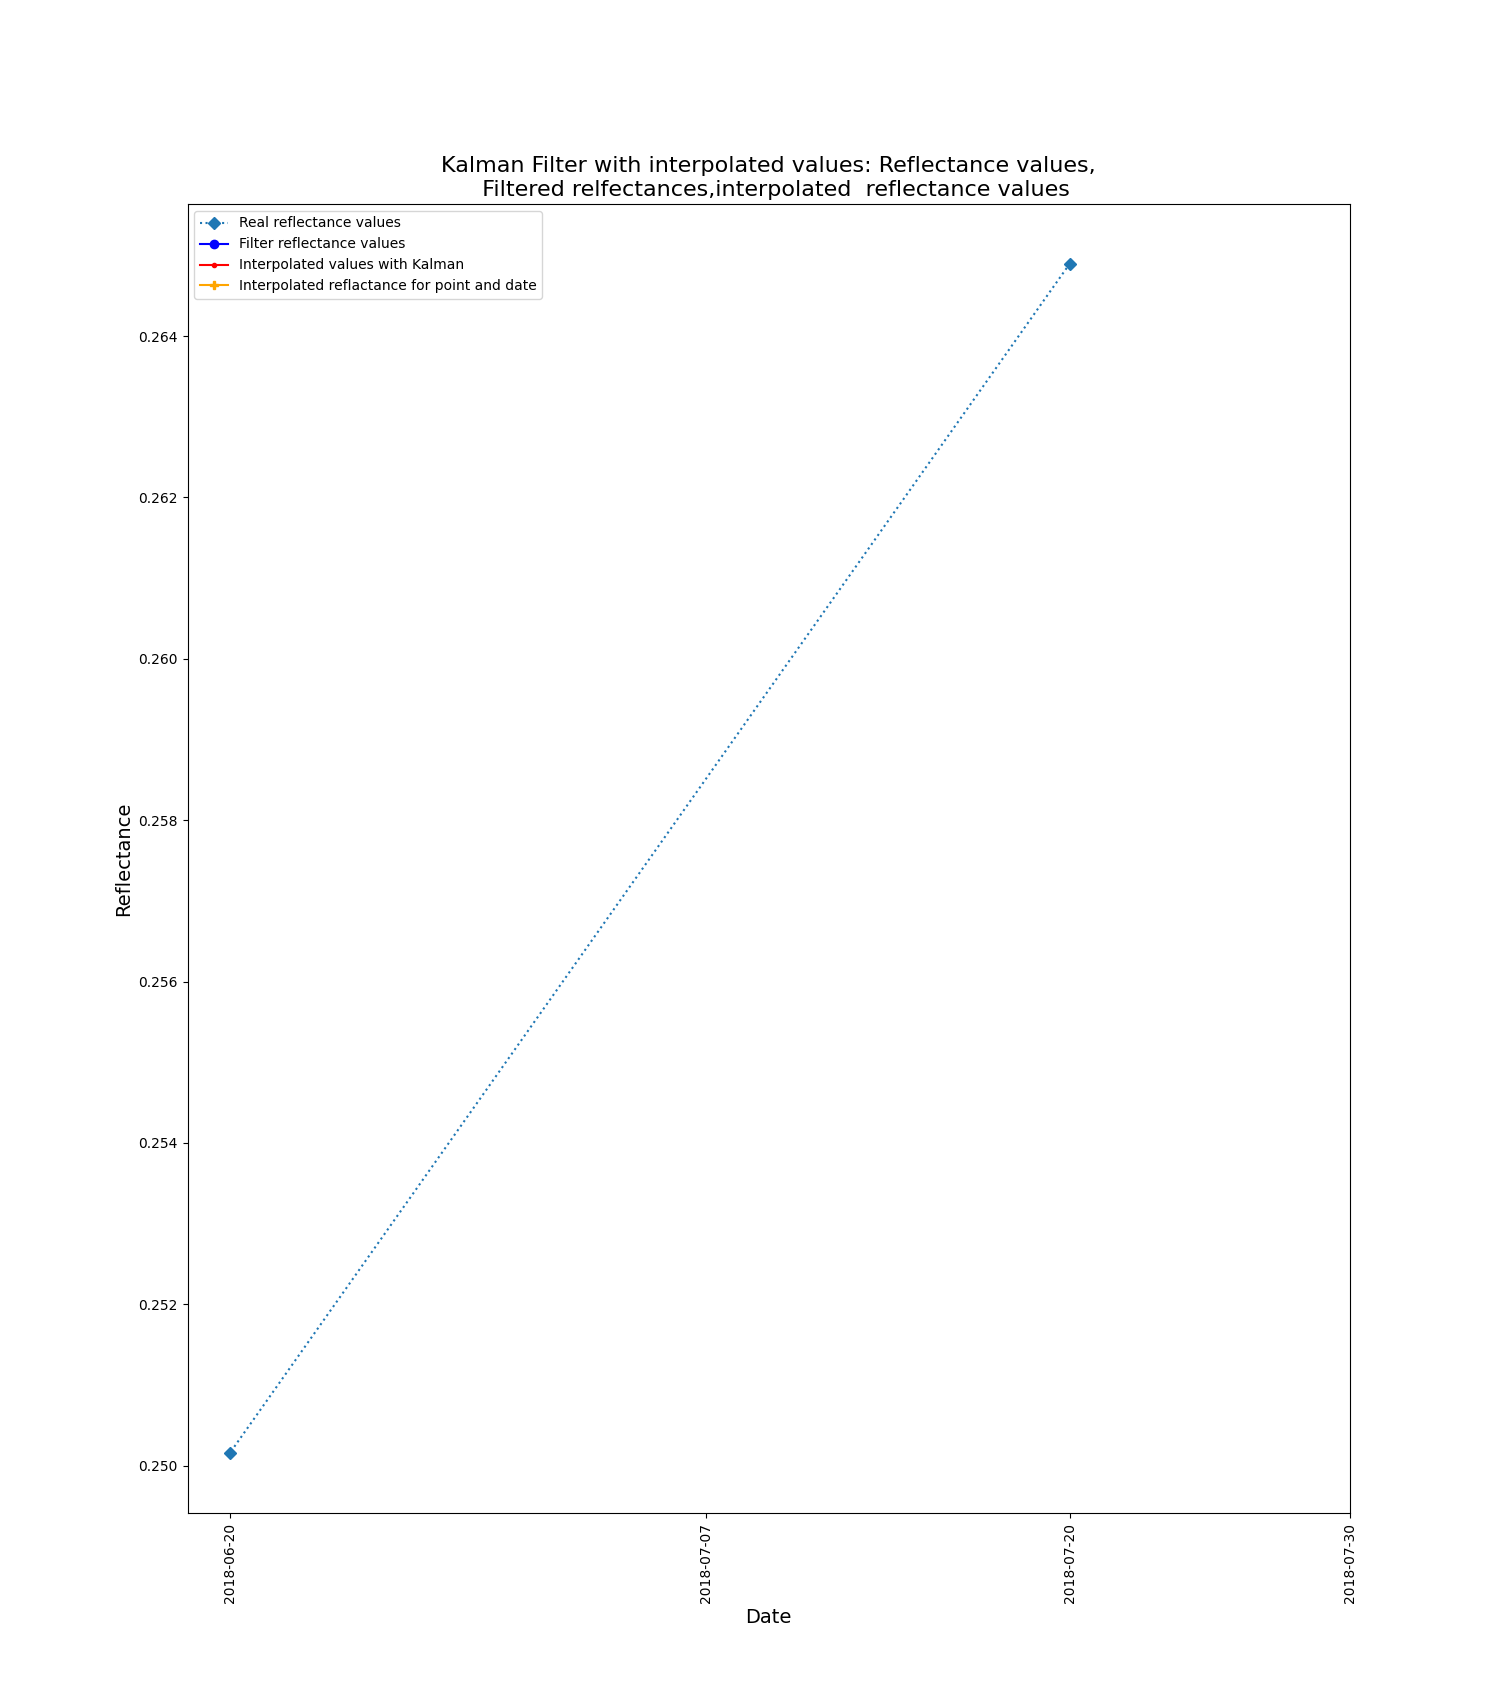 Kalman Filter with interpolated values: Reflectance values,
Filtered relfectances,interpolated  reflectance values
Real reflectance values
Filter reflectance values
Interpolated values with Kalman
Interpolated reflactance for point and date
0.264
0.262
0.260
0.258
0.256
0.254
0.252
0.250
Reflectance
2018-06-20
2018-07-07
2018-07-20
2018-07-30
Date